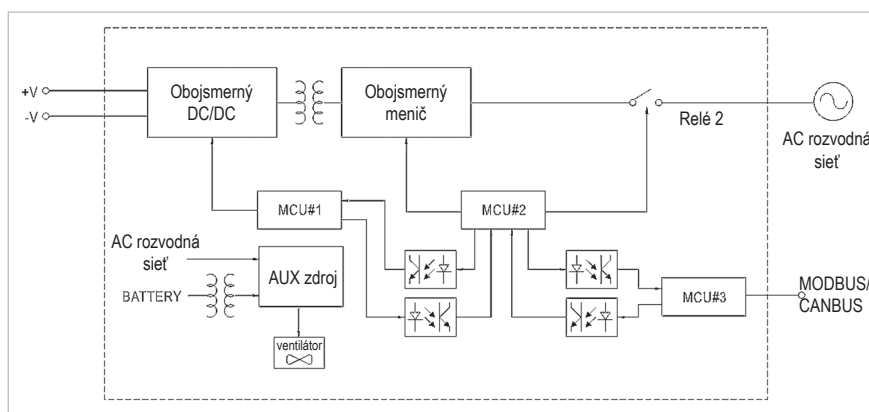 +V
-V
Obojsmerný
DC/DC
Obojsmerný
menič
Relé 2
AC rozvodná
sieť
MCU#1
MCU#2
AC rozvodná
sieť
AUX zdroj
BATTERY
ventilátor
MCU#3
MODBUS/
CANBUS